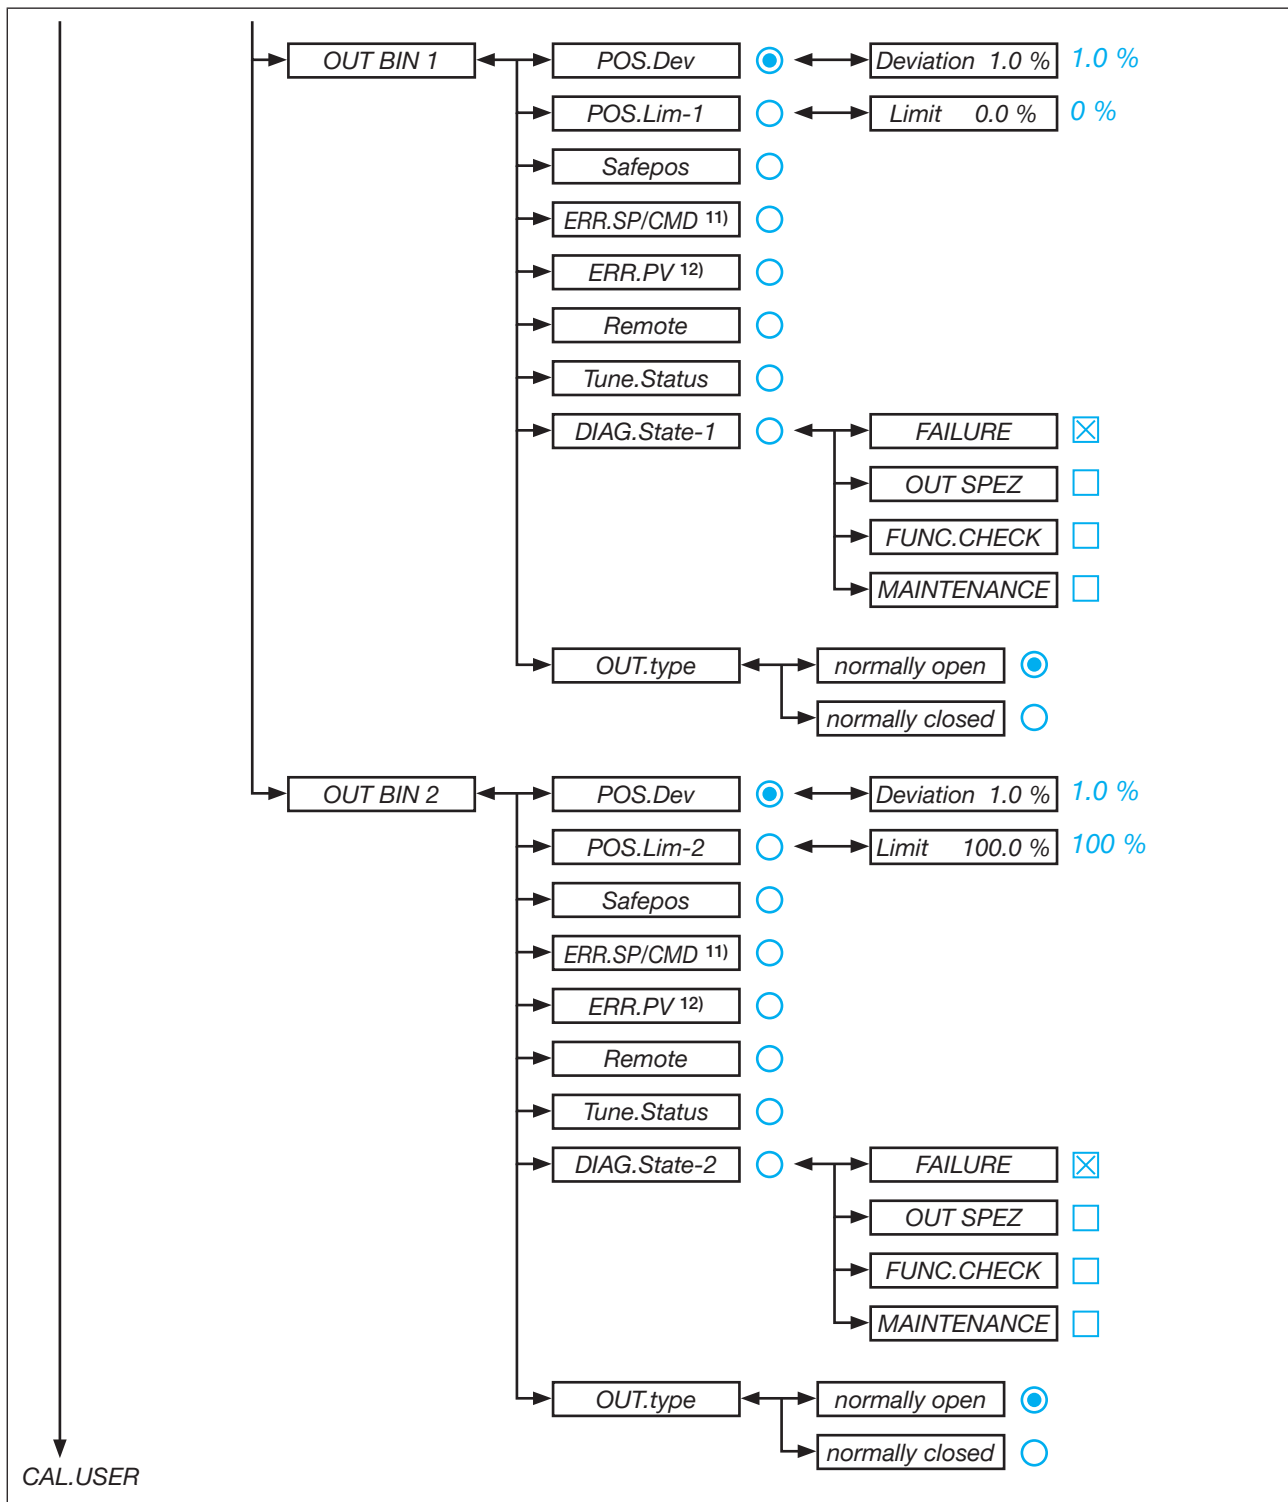 OUT BIN 1 POS.Dev Deviation 1.0 % 1.0 %
POS.Lim-1 Limit 0.0 % 0 %
Safepos
ERR.SP/CMD 11)
ERR.PV 12)
Remote
Tune.Status
DIAG.State-1 FAILURE
OUT SPEZ
FUNC.CHECK
MAINTENANCE
OUT.type normally open
normally closed
OUT BIN 2 POS.Dev Deviation 1.0 % 1.0 %
POS.Lim-2 Limit 100.0 % 100 %
Safepos
ERR.SP/CMD 11)
ERR.PV 12)
Remote
Tune.Status
DIAG.State-2 FAILURE
OUT SPEZ
FUNC.CHECK
MAINTENANCE
OUT.type normally open
normally closed
CAL.USER